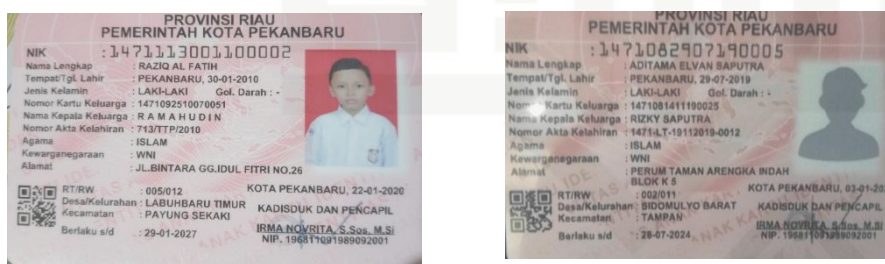 PROVINSI RIAU
PEMERINTAH KOTA PEKANBARU
NIK : 1471113001100002
Nama Lengkap : RAZIQ AL FATIH
Tempat/Tgl. Lahir : PEKANBARU, 30-01-2010
Jenis Kelamin : LAKI-LAKI Gol. Darah : -
Nomor Kartu Keluarga : 1471092510070051
Nama Kepala Keluarga : R A M A H U D I N
Nomor Akta Kelahiran : 713/TTP/2010
Agama : ISLAM
Kewarganegaraan : WNI
Alamat : JL.BINTARA GG.IDUL FITRI NO.26
RT/RW : 005/012
Desa/Kelurahan : LABUHBARU TIMUR
Kecamatan : PAYUNG SEKAKI
Berlaku s/d : 29-01-2027
KOTA PEKANBARU, 22-01-2020
KADISDUK DAN PENCAPIL
IRMA NOVRITA, S.Sos, M.Si
NIP. 196811091989092001
PROVINSI RIAU
PEMERINTAH KOTA PEKANBARU
NIK : 1471082907190005
Nama Lengkap : ADITAMA ELVAN SAPUTRA
Tempat/Tgl. Lahir : PEKANBARU, 29-07-2019
Jenis Kelamin : LAKI-LAKI Gol. Darah : -
Nomor Kartu Keluarga : 1471081411190025
Nama Kepala Keluarga : RIZKY SAPUTRA
Nomor Akta Kelahiran : 1471-LT-19112019-0012
Agama : ISLAM
Kewarganegaraan : WNI
Alamat : PERUM TAMAN ARENGKA INDAH
BLOK K 5
RT/RW : 002/011
Desa/Kelurahan : SIDOMULYO BARAT
Kecamatan : TAMPAN
Berlaku s/d : 28-07-2024
KOTA PEKANBARU, 03-01-20
KADISDUK DAN PENCAPIL
IRMA NOVRITA, S.Sos, M.Si
NIP. 196811091989092001